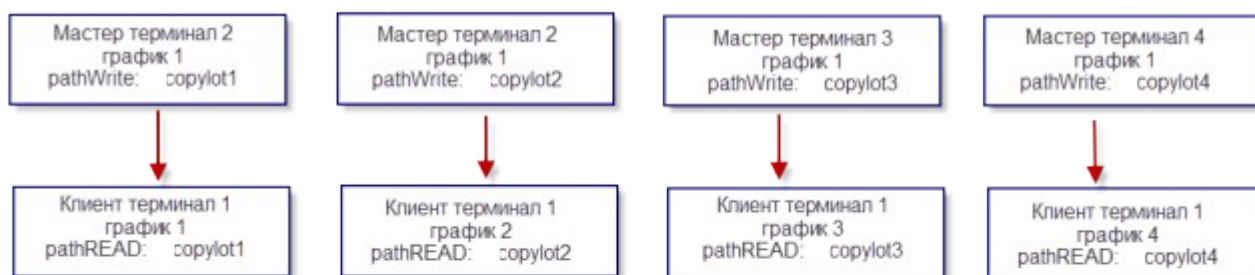 Мастер терминал 2
график 1
pathWrite: copylot1
Мастер терминал 2
график 1
pathWrite: copylot2
Мастер терминал 3
график 1
pathWrite: copylot3
Мастер терминал 4
график 1
pathWrite: copylot4
Клиент терминал 1
график 1
pathREAD: copylot1
Клиент терминал 1
график 2
pathREAD: copylot2
Клиент терминал 1
график 3
pathREAD: copylot3
Клиент терминал 1
график 4
pathREAD: copylot4